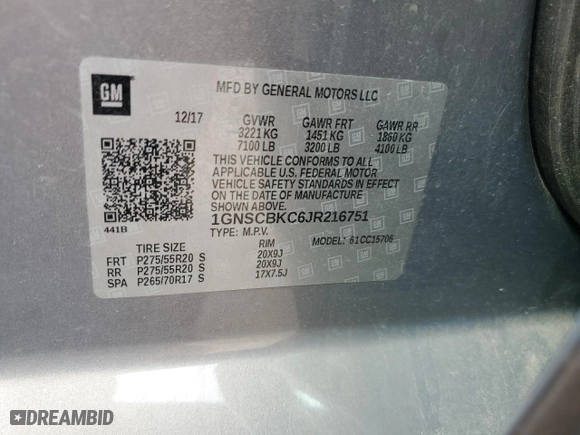 GM
MFD BY GENERAL MOTORS LLC
12/17 GVWR GAWR FRT GAWR RR
3221 KG 1451 KG 1860 KG
7100 LB 3200 LB 4100 LB
THIS VEHICLE CONFORMS TO ALL
APPLICABLE U.S. FEDERAL MOTOR
VEHICLE SAFETY STANDARDS IN EFFECT
ON THE DATE OF MANUFACTURE
SHOWN ABOVE.
1GNSCBKC6JR216751
441B
TYPE: M.P.V. MODEL: 61CC15706
TIRE SIZE RIM
FRT P275/55R20 S 20X9J
RR P275/55R20 S 20X9J
SPA P265/70R17 S 17X7.5J
DREAMBID